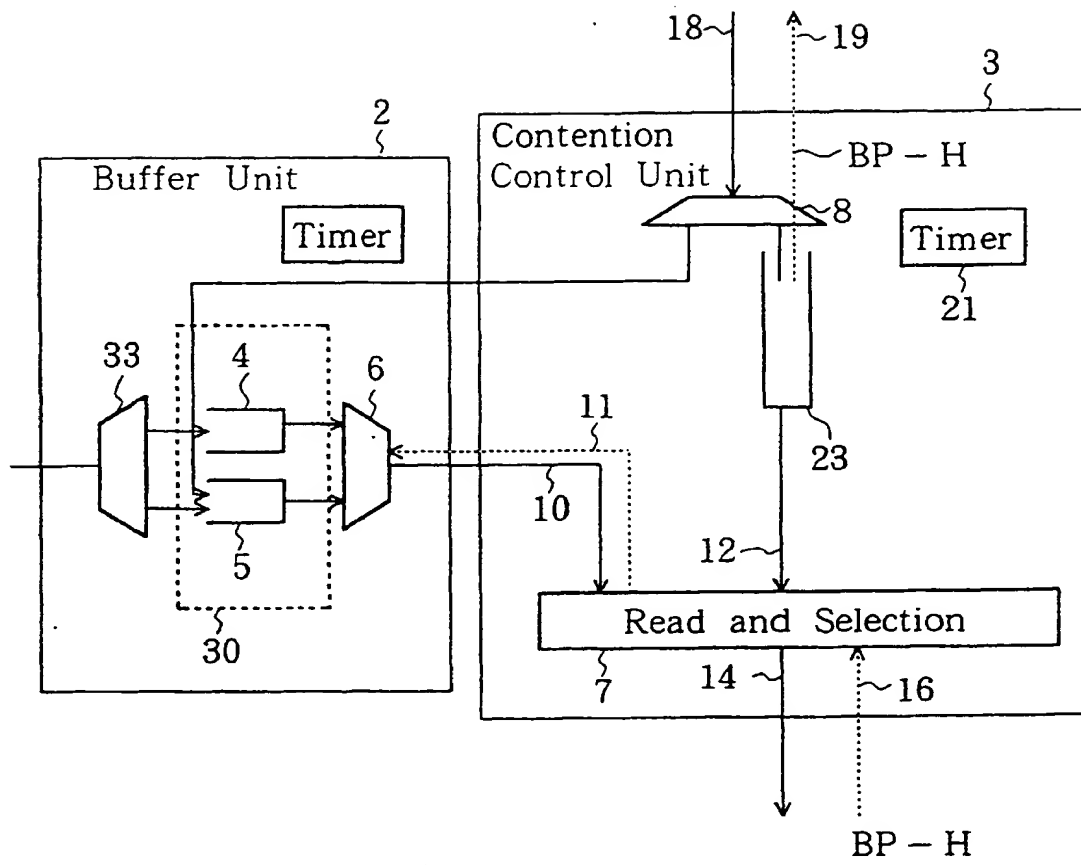 18
19
3
2
Contention
Control Unit
BP – H
Buffer Unit
8
Timer
Timer
21
33
4
6
11
23
10
5
12
Read and Selection
30
7
14
16
BP – H